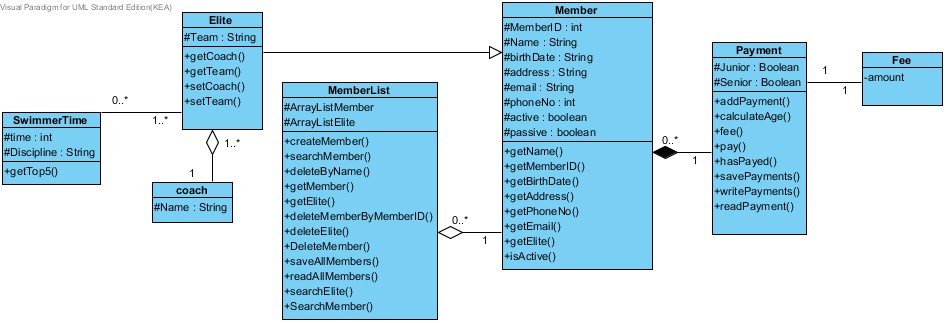 Visual Paradigm for UML Standard Edition(KEA)
Elite
#Team : String
+getCoach()
+getTeam()
+setCoach()
+setTeam()
Member
#MemberID : int
#Name : String
#birthDate : String
#address : String
#email : String
#phoneNo : int
#active : boolean
#passive : boolean
+getName()
+getMemberID()
+getBirthDate()
+getAddress()
+getPhoneNo()
+getEmail()
+getElite()
+isActive()
Payment
#Junior : Boolean
#Senior : Boolean
+addPayment()
+calculateAge()
+fee()
+pay()
+hasPayed()
+savePayments()
+writePayments()
+readPayment()
Fee
-amount
1
1
0..*
1
MemberList
#ArrayListMember
#ArrayListElite
+createMember()
+searchMember()
+deleteByName()
+getMember()
+getElite()
+deleteMemberByMemberID()
+deleteElite()
+DeleteMember()
+saveAllMembers()
+readAllMembers()
+searchElite()
+SearchMember()
0..*
1
SwimmerTime
#time : int
#Discipline : String
+getTop5()
0..*
1..*
1..*
1
coach
#Name : String